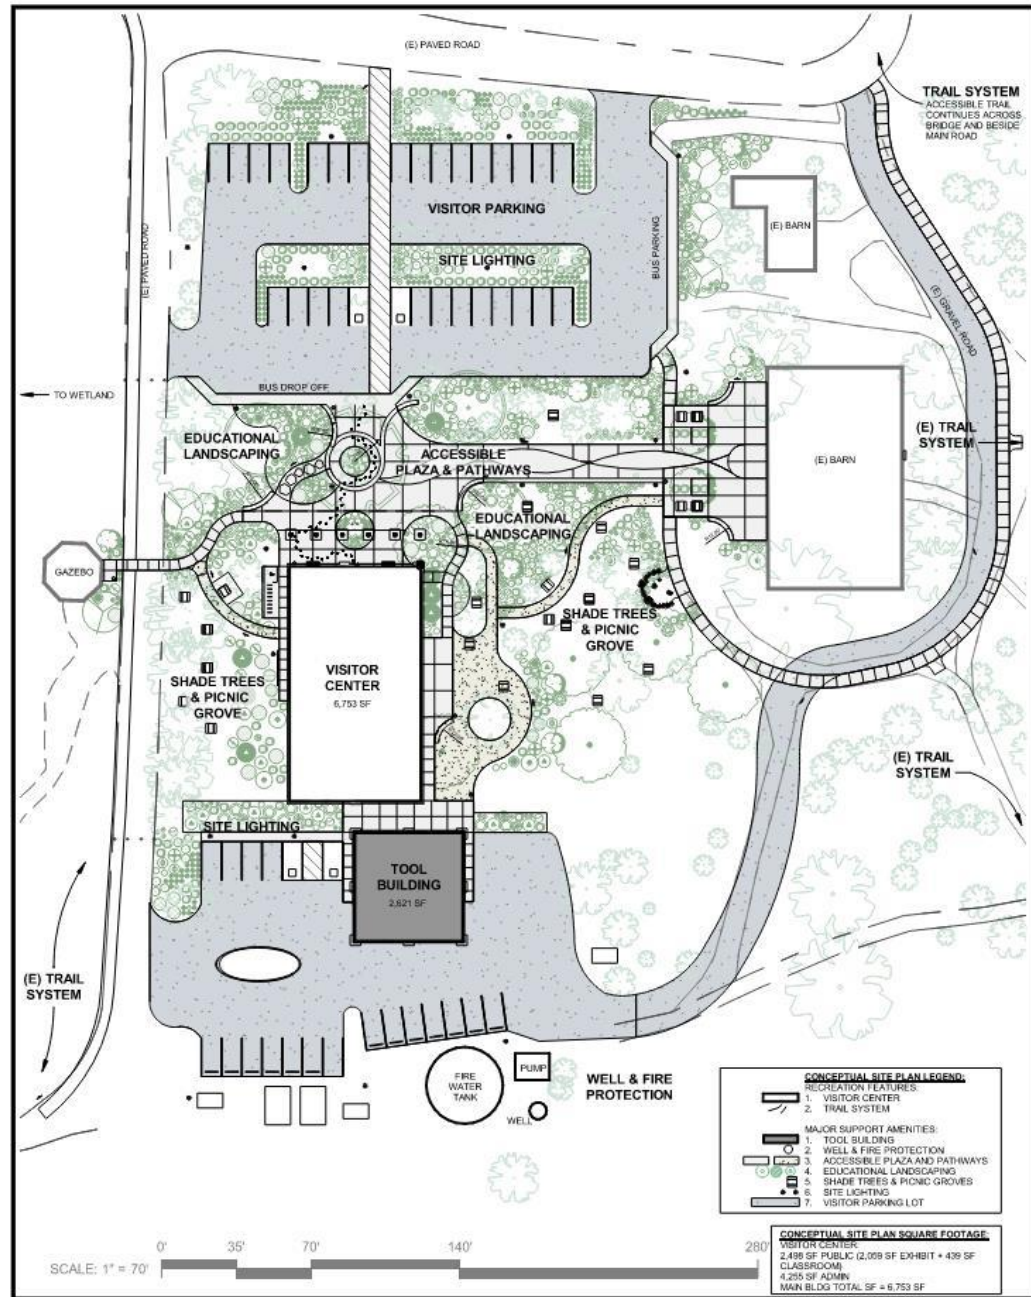 (E) PAVED ROAD
TRAIL SYSTEM
ACCESSIBLE TRAIL
CONTINUES ACROSS
BRIDGE AND BESIDE
MAIN ROAD
VISITOR PARKING
(E) BARN
(E) PAVED ROAD
BUS PARKING
SITE LIGHTING
(E) GRAVEL ROAD
BUS DROP OFF
TO WETLAND
EDUCATIONAL
LANDSCAPING
(E) TRAIL
SYSTEM
ACCESSIBLE
PLAZA & PATHWAYS
(E) BARN
EDUCATIONAL
LANDSCAPING
GAZEBO
SHADE TREES
& PICNIC
GROVE
VISITOR
CENTER
6,753 SF
SHADE TREES
& PICNIC
GROVE
(E) TRAIL
SYSTEM
SITE LIGHTING
TOOL
BUILDING
2,621 SF
(E) TRAIL
SYSTEM
FIRE
WATER
TANK
PUMP
WELL
WELL & FIRE
PROTECTION
CONCEPTUAL SITE PLAN LEGEND:
RECREATION FEATURES:
1. VISITOR CENTER
2. TRAIL SYSTEM
MAJOR SUPPORT AMENITIES:
1. TOOL BUILDING
2. WELL & FIRE PROTECTION
3. ACCESSIBLE PLAZA AND PATHWAYS
4. EDUCATIONAL LANDSCAPING
5. SHADE TREES & PICNIC GROVES
6. SITE LIGHTING
7. VISITOR PARKING LOT
CONCEPTUAL SITE PLAN SQUARE FOOTAGE:
VISITOR CENTER:
2,498 SF PUBLIC (2,059 SF EXHIBIT + 439 SF
CLASSROOM)
4,255 SF ADMIN
MAIN BLDG TOTAL SF = 6,753 SF
0' 35' 70' 140' 280'
SCALE: 1" = 70'